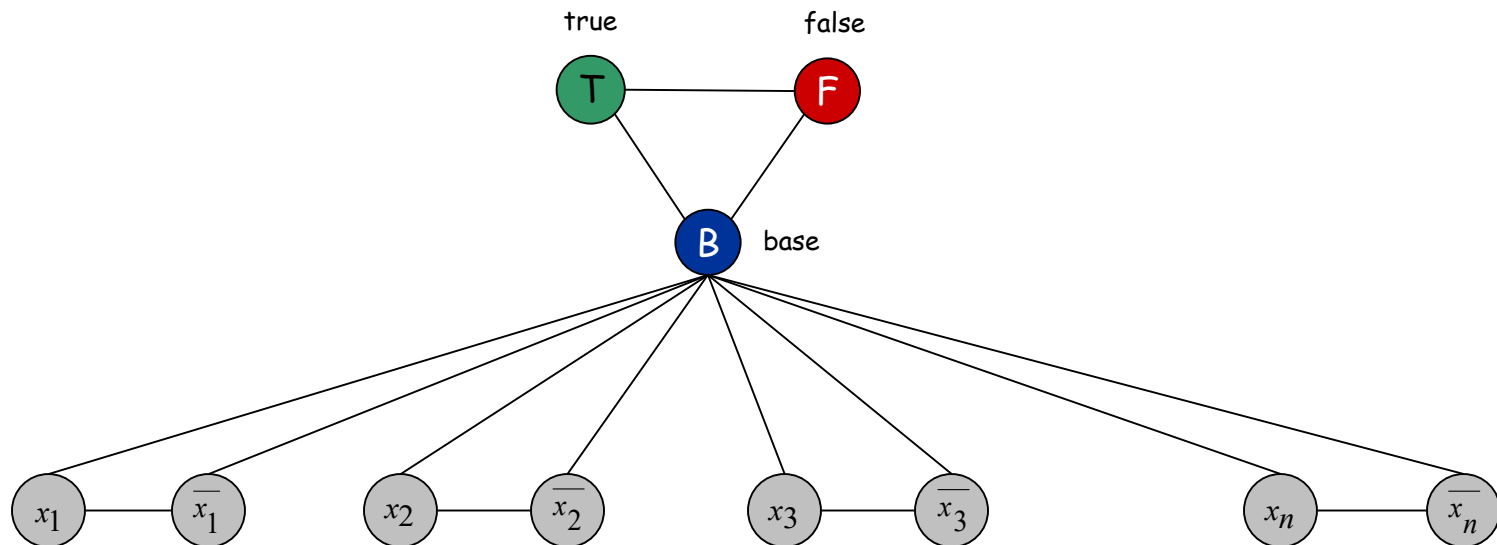 true false
T F
B base
x1 x̅1 x2 x̅2 x3 x̅3 xn x̅n